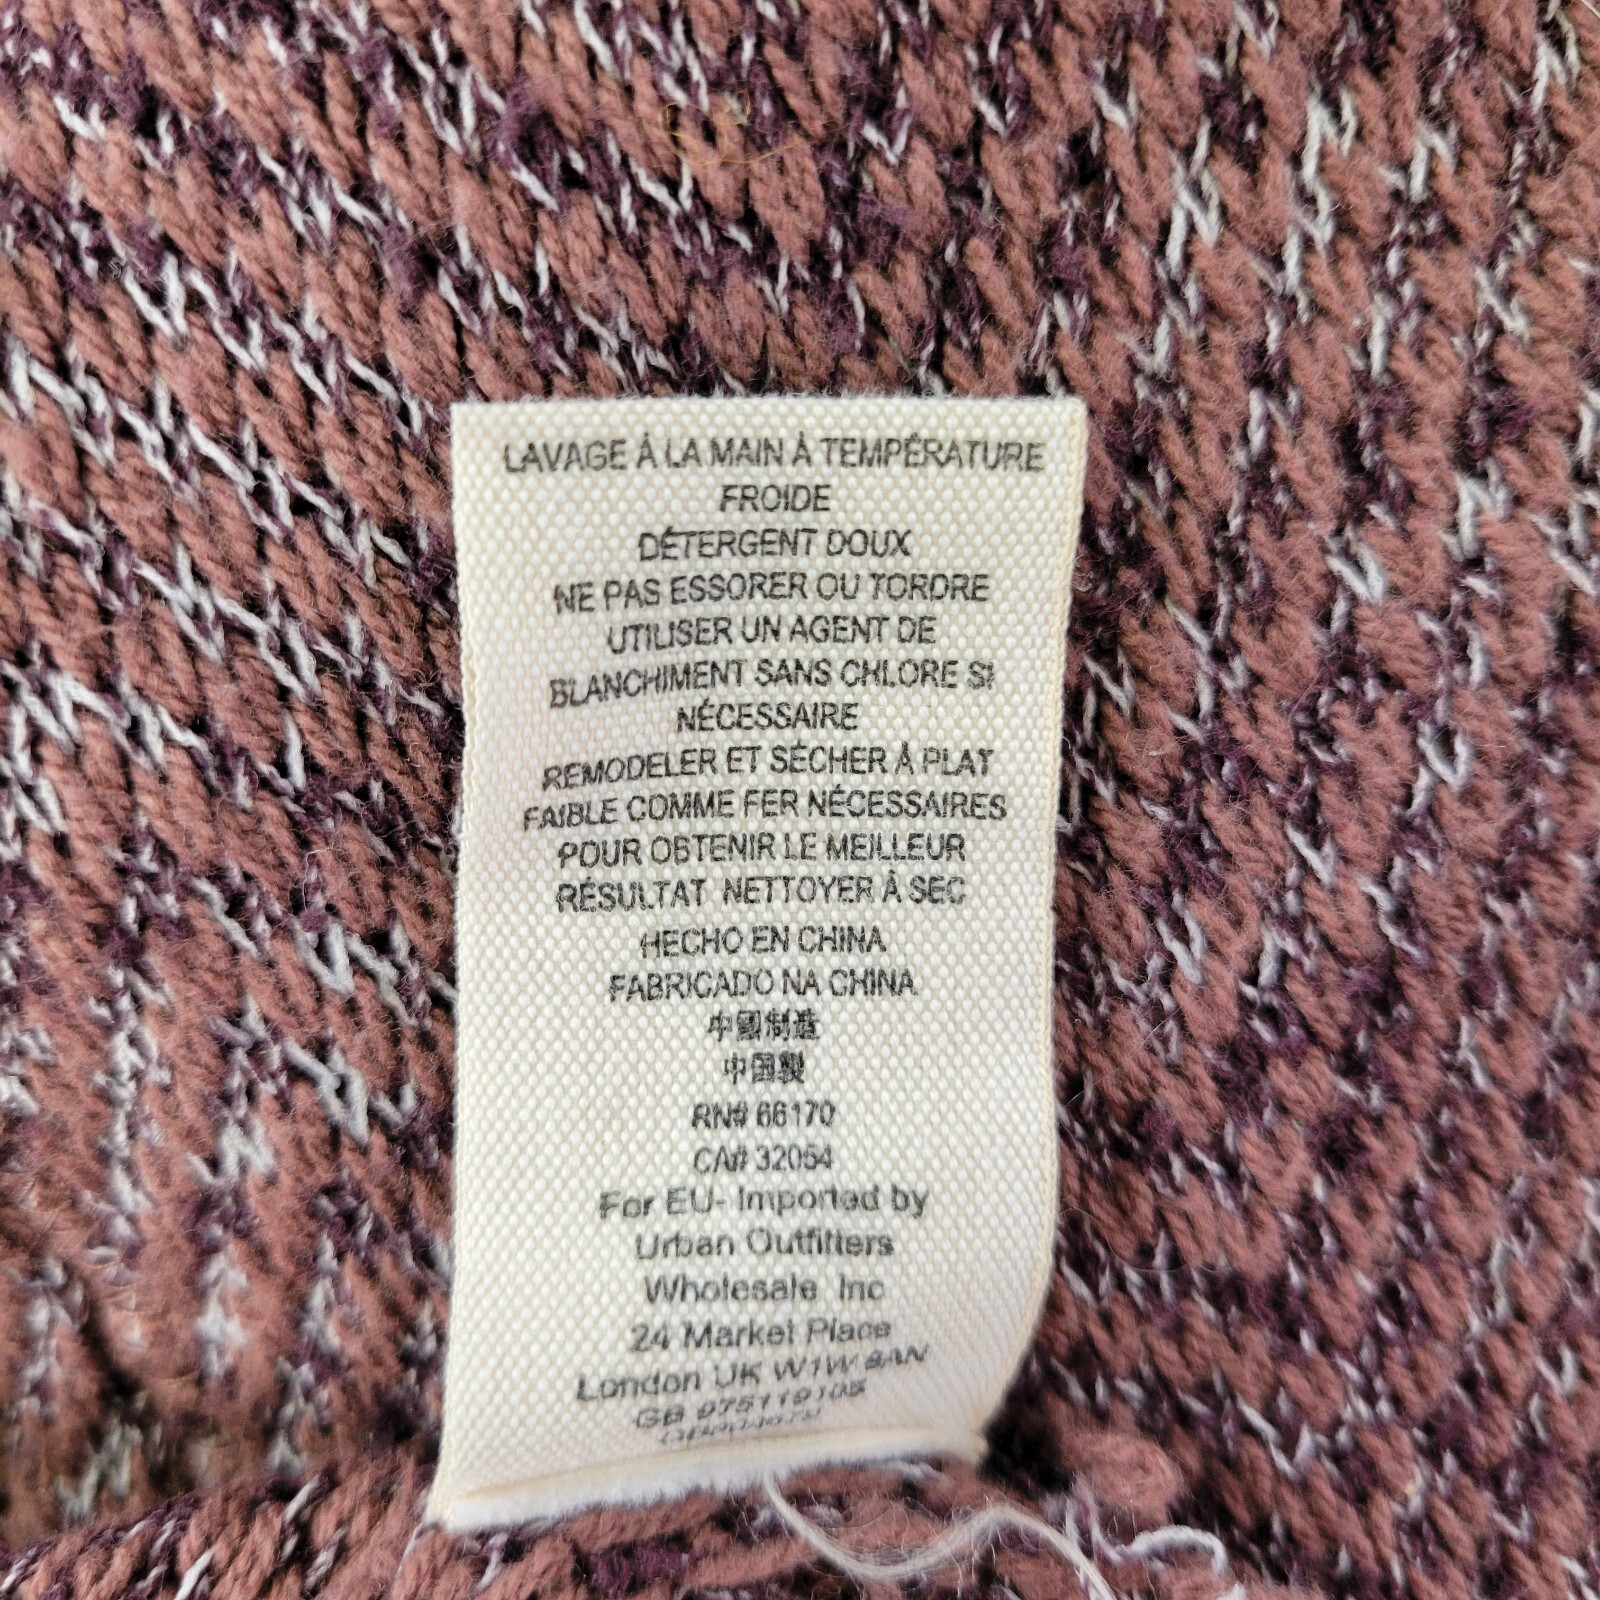 LAVAGE À LA MAIN À TEMPÉRATURE
FROIDE
DÉTERGENT DOUX
NE PAS ESSORER OU TORDRE
UTILISER UN AGENT DE
BLANCHIMENT SANS CHLORE SI
NÉCESSAIRE
REMODELER ET SÉCHER À PLAT
FAIBLE COMME FER NÉCESSAIRES
POUR OBTENIR LE MEILLEUR
RÉSULTAT NETTOYER À SEC
HECHO EN CHINA
FABRICADO NA CHINA
中國制造
中国製
RN# 66170
CA# 32054
For EU- Imported by
Urban Outfitters
Wholesale Inc
24 Market Place
London UK W1W 8AN
GB 975119105